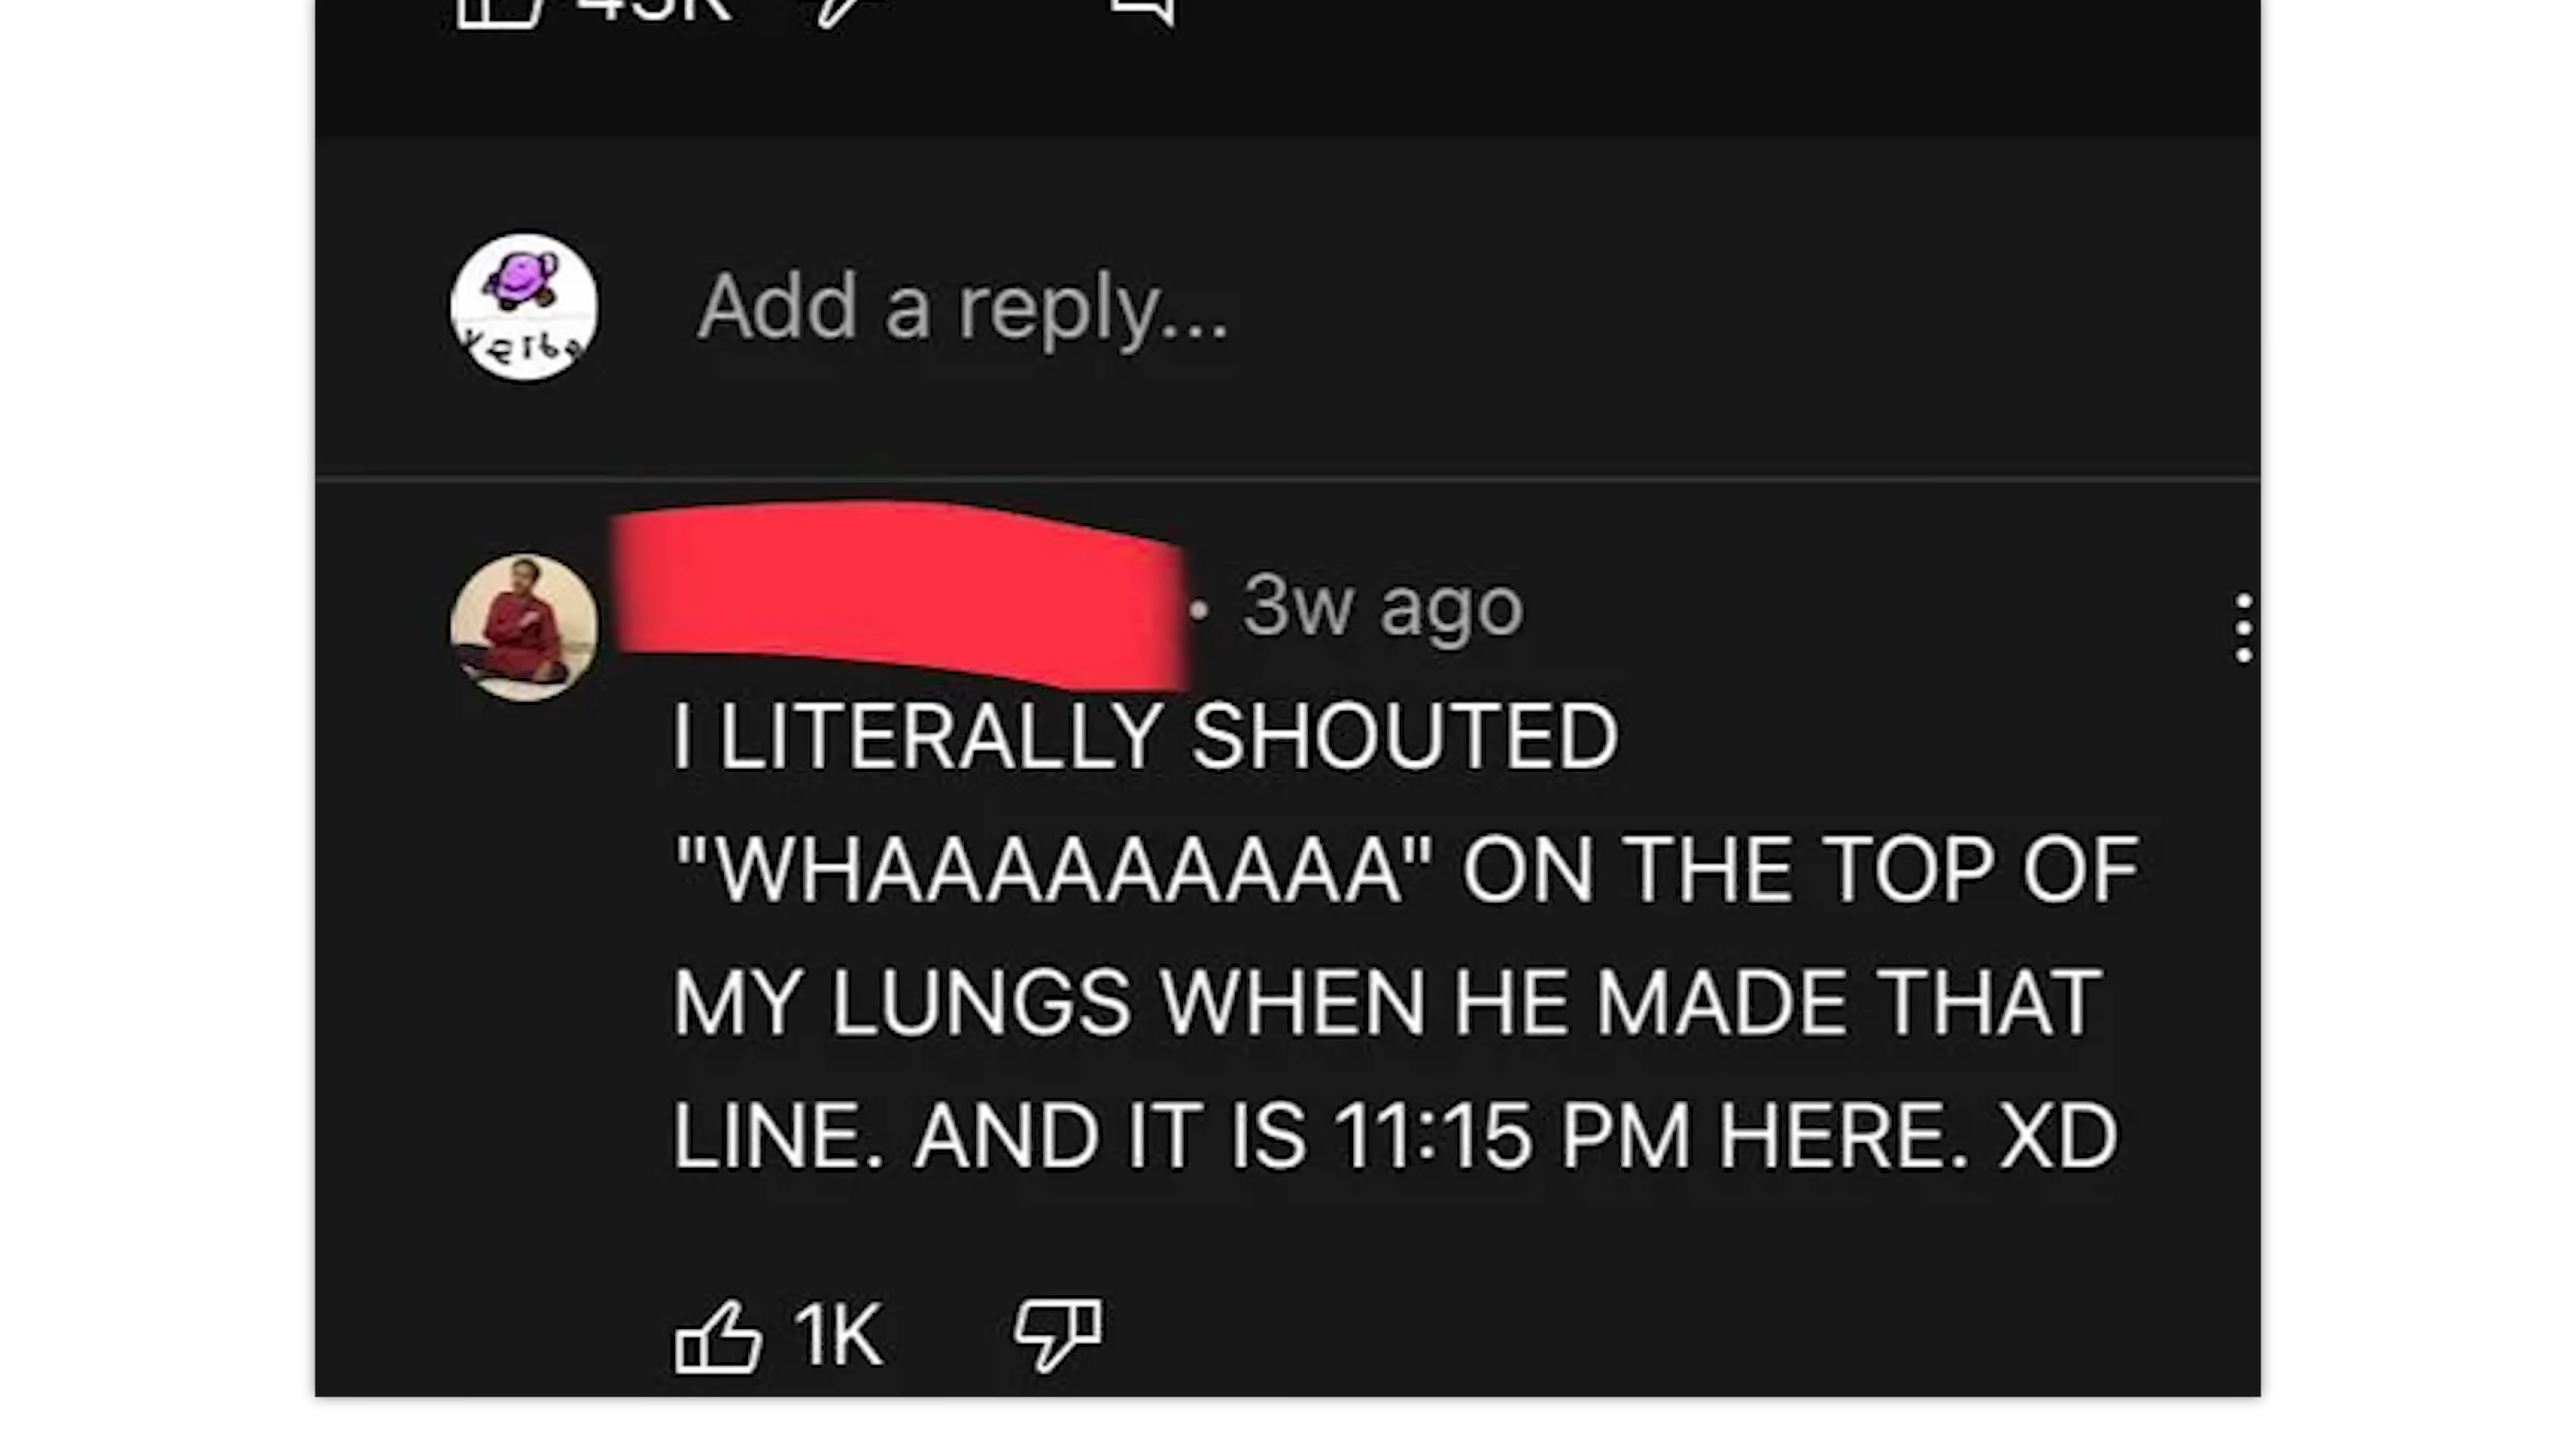 45K
Add a reply...
• 3w ago
I LITERALLY SHOUTED
"WHAAAAAAAAA" ON THE TOP OF
MY LUNGS WHEN HE MADE THAT
LINE. AND IT IS 11:15 PM HERE. XD
1K